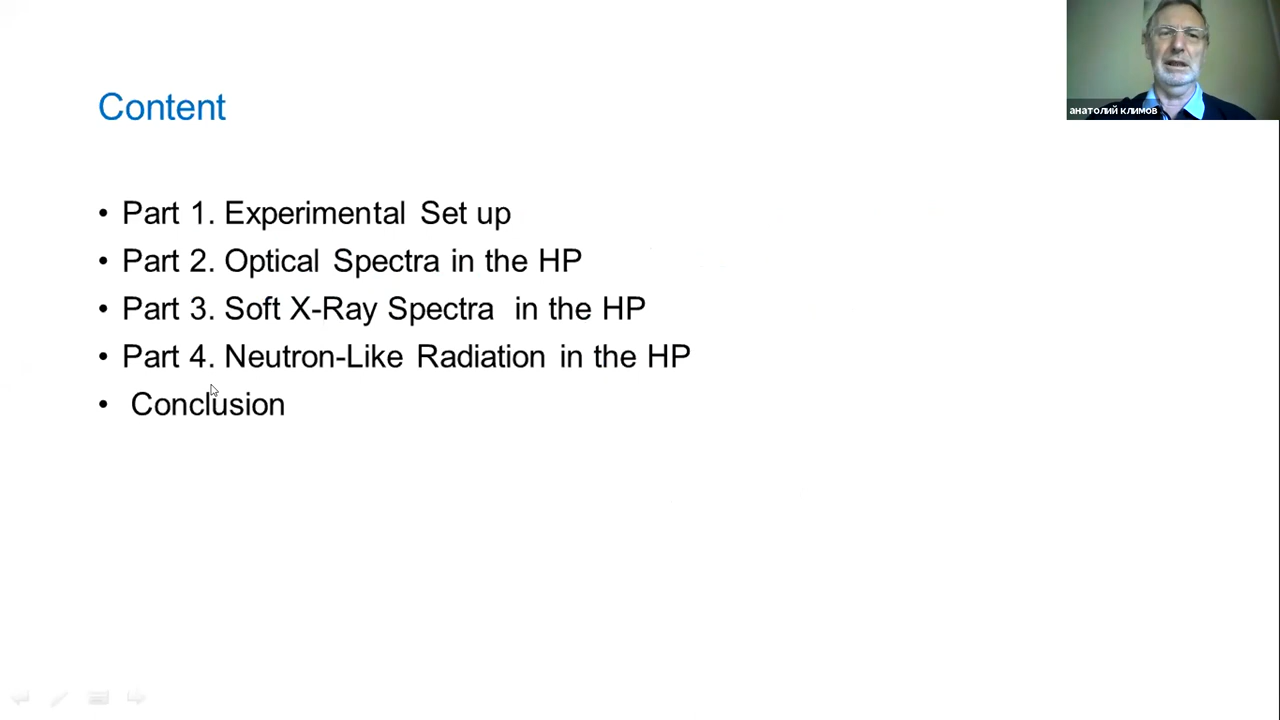 анатолий климов
Content
• Part 1. Experimental Set up
• Part 2. Optical Spectra in the HP
• Part 3. Soft X-Ray Spectra in the HP
• Part 4. Neutron-Like Radiation in the HP
• Conclusion